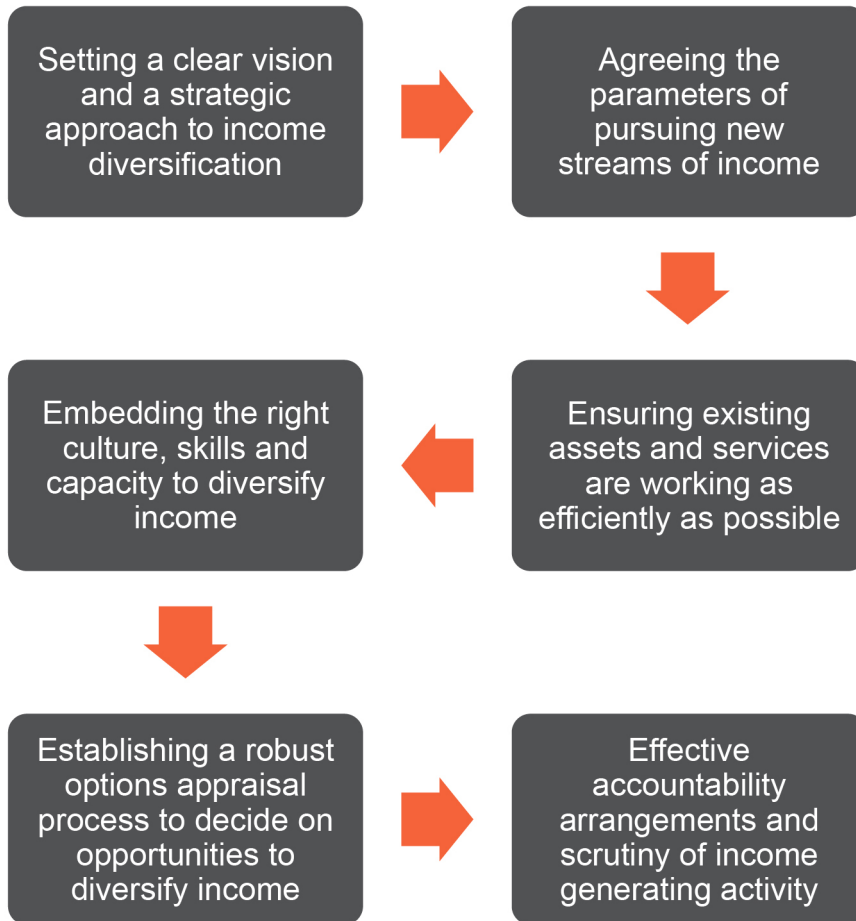 Setting a clear vision
and a strategic
approach to income
diversification
Agreeing the
parameters of
pursuing new
streams of income
Ensuring existing
assets and services
are working as
efficiently as possible
Embedding the right
culture, skills and
capacity to diversify
income
Establishing a robust
options appraisal
process to decide on
opportunities to
diversify income
Effective
accountability
arrangements and
scrutiny of income
generating activity